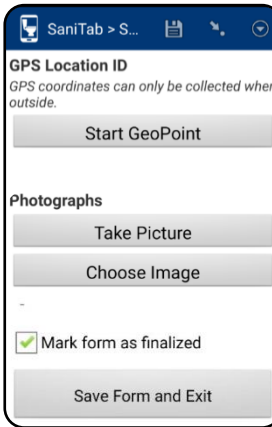 SaniTab > S...
GPS Location ID
GPS coordinates can only be collected when
outside.
Start GeoPoint
Photographs
Take Picture
Choose Image
-
Mark form as finalized
Save Form and Exit